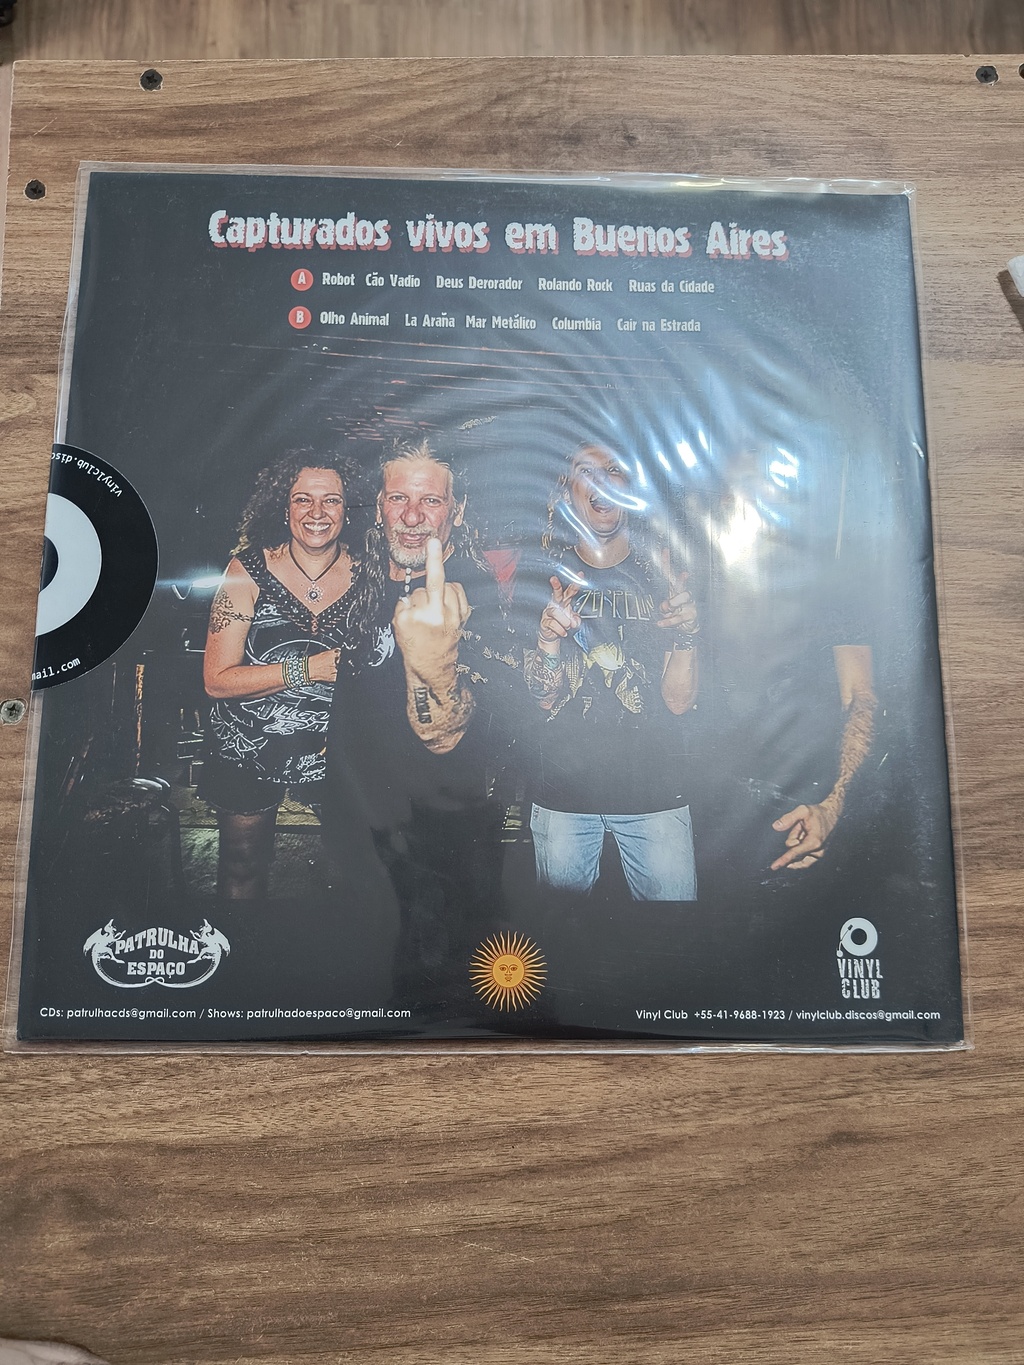 Capturados vivos em Buenos Aires
A Robot Cão Vadio Deus Derorador Rolando Rock Ruas da Cidade
B Olho Animal La Araña Mar Metálico Columbia Cair na Estrada
vinylclub.disc
mail.com
ZEPPELIN
PATRULHA
DO
ESPAÇO
VINYL
CLUB
CDs: patrulhacds@gmail.com / Shows: patrulhadoespaco@gmail.com
Vinyl Club +55-41-9688-1923 / vinylclub.discos@gmail.com